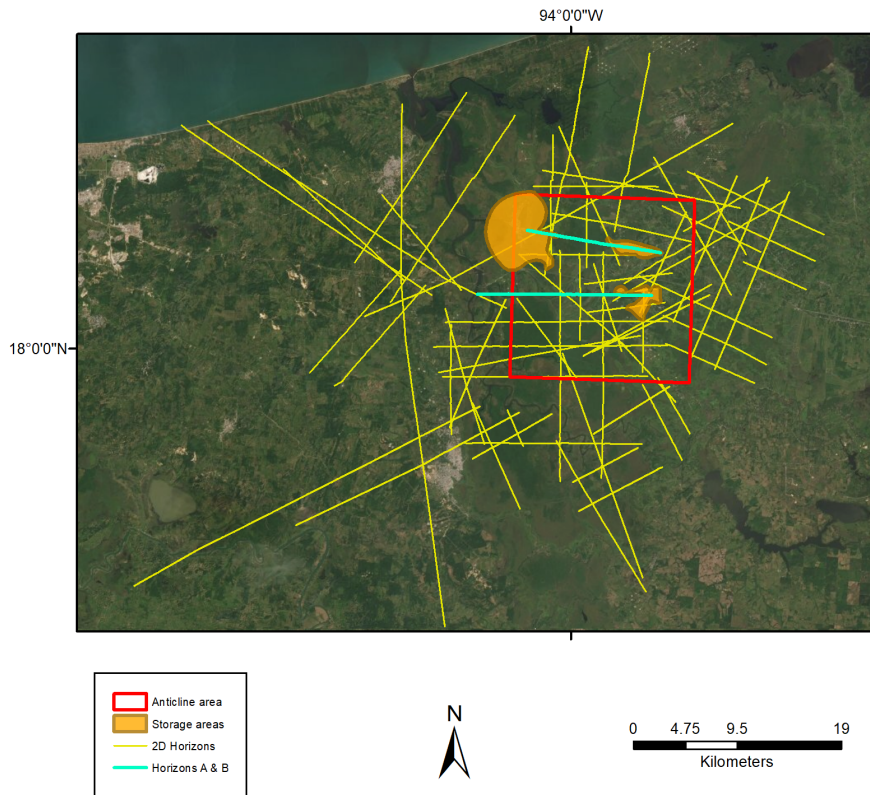 94°0'0"W
18°0'0"N
Anticline area
Storage areas
2D Horizons
Horizons A & B
N
0 4.75 9.5 19
Kilometers